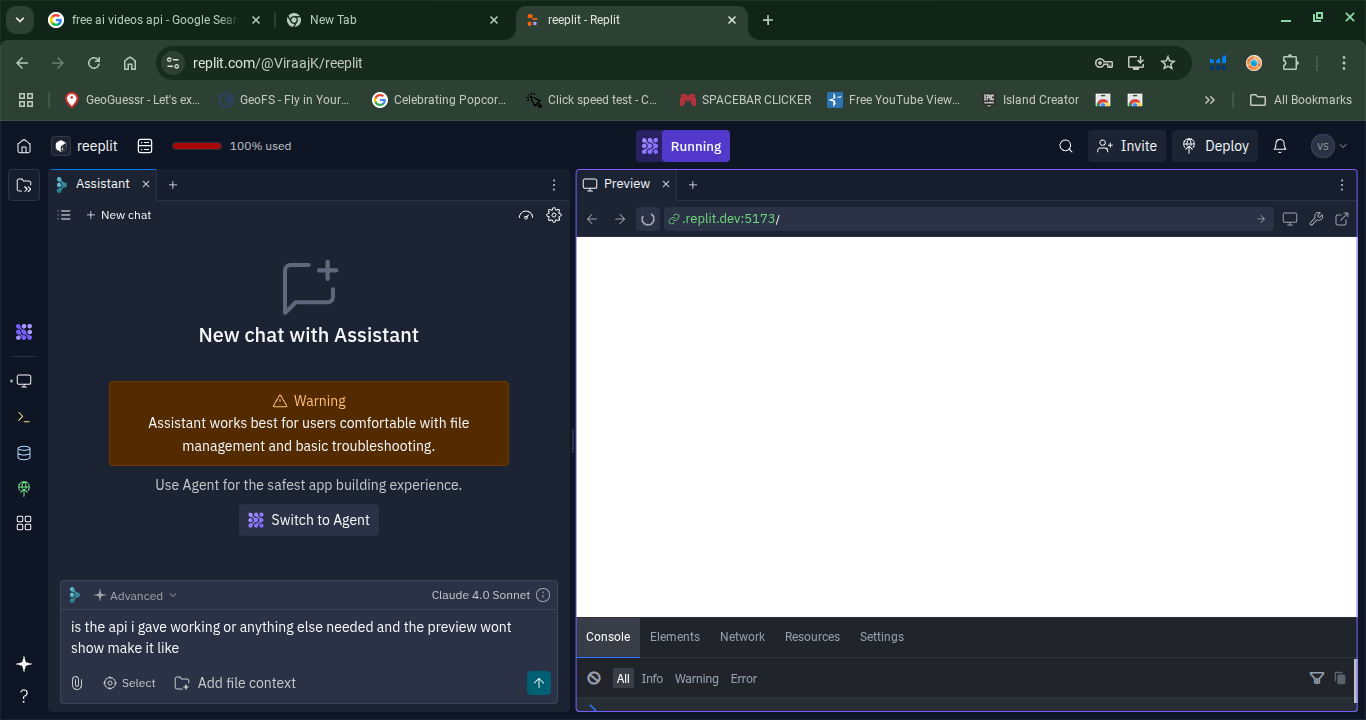 free ai videos api - Google Sear
New Tab
reeplit - Replit
replit.com/@ViraajK/reeplit
GeoGuessr - Let's ex...
GeoFS - Fly in Your...
Celebrating Popcor...
Click speed test - C...
SPACEBAR CLICKER
Free YouTube View...
Island Creator
All Bookmarks
reeplit
100% used
Running
Invite
Deploy
VS
Assistant
Preview
New chat
.replit.dev:5173/
New chat with Assistant
Warning
Assistant works best for users comfortable with file
management and basic troubleshooting.
Use Agent for the safest app building experience.
Switch to Agent
Advanced
Claude 4.0 Sonnet
is the api i gave working or anything else needed and the preview wont
show make it like
Select
Add file context
Console
Elements
Network
Resources
Settings
All
Info
Warning
Error